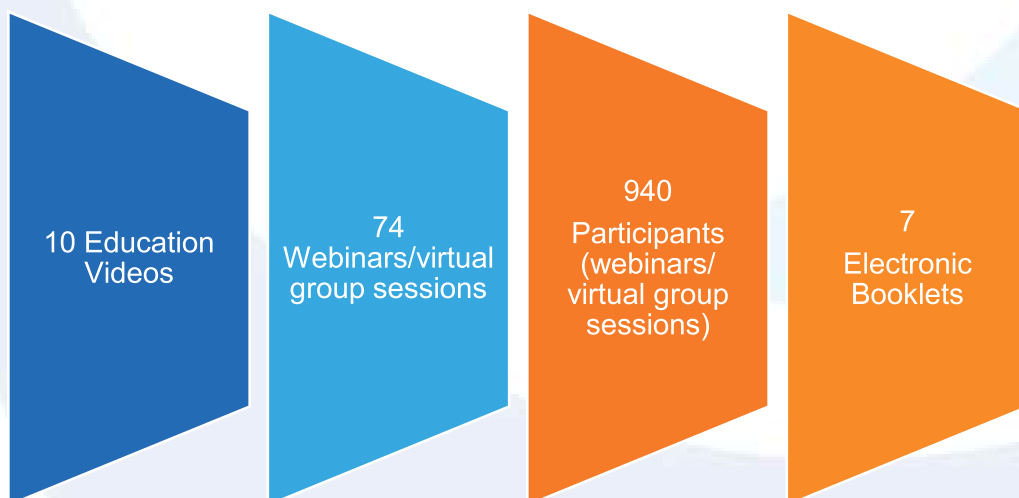 10 Education
Videos
74
Webinars/virtual
group sessions
940
Participants
(webinars/
virtual group
sessions)
7
Electronic
Booklets